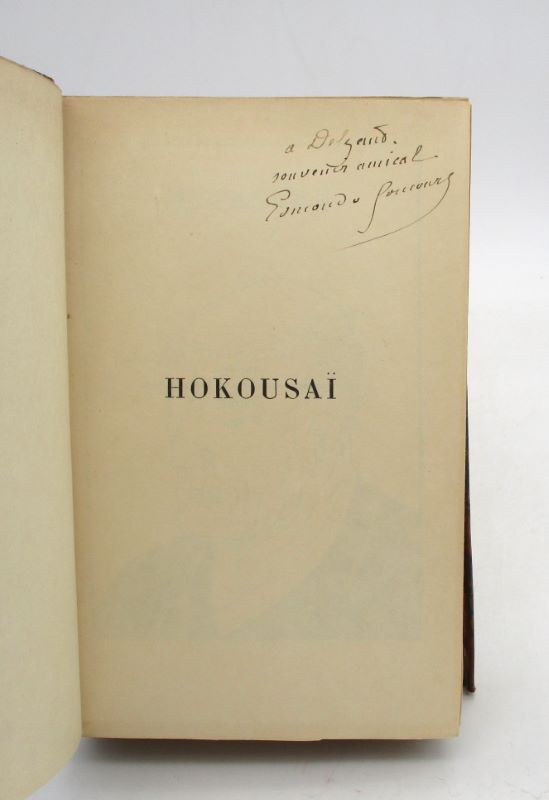 a Delzant.
souvenir amical
Edmond de Goncourt
HOKOUSAÏ